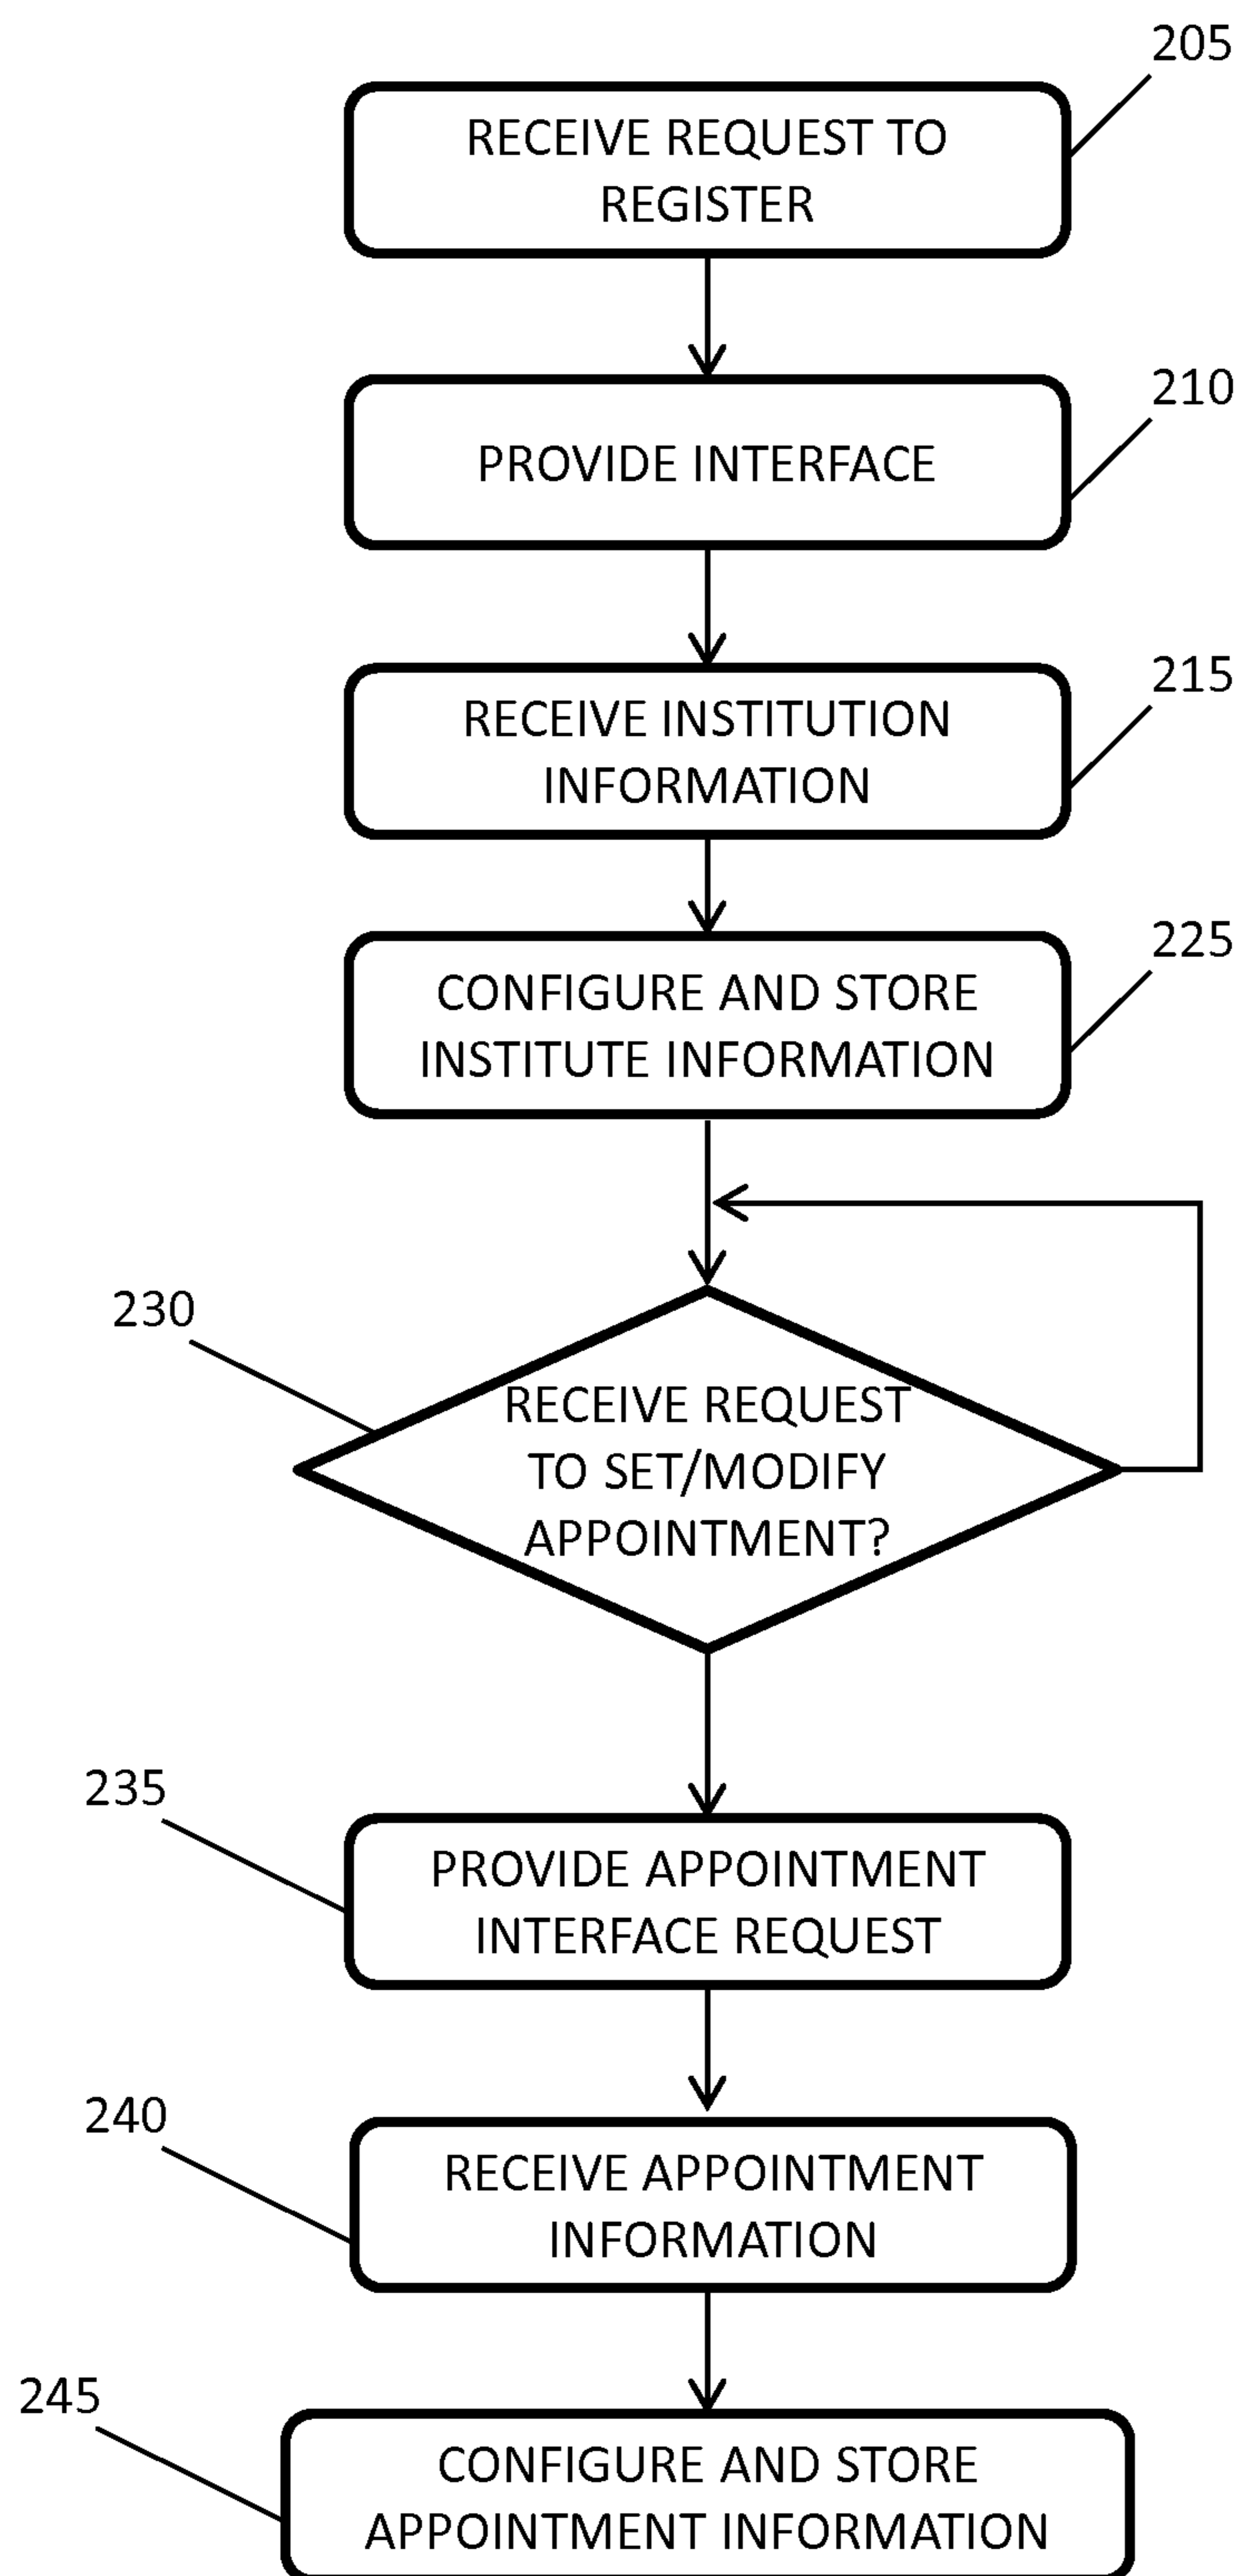 205
RECEIVE REQUEST TO
REGISTER
210
PROVIDE INTERFACE
215
RECEIVE INSTITUTION
INFORMATION
225
CONFIGURE AND STORE
INSTITUTE INFORMATION
230
RECEIVE REQUEST
TO SET/MODIFY
APPOINTMENT?
235
PROVIDE APPOINTMENT
INTERFACE REQUEST
240
RECEIVE APPOINTMENT
INFORMATION
245
CONFIGURE AND STORE
APPOINTMENT INFORMATION